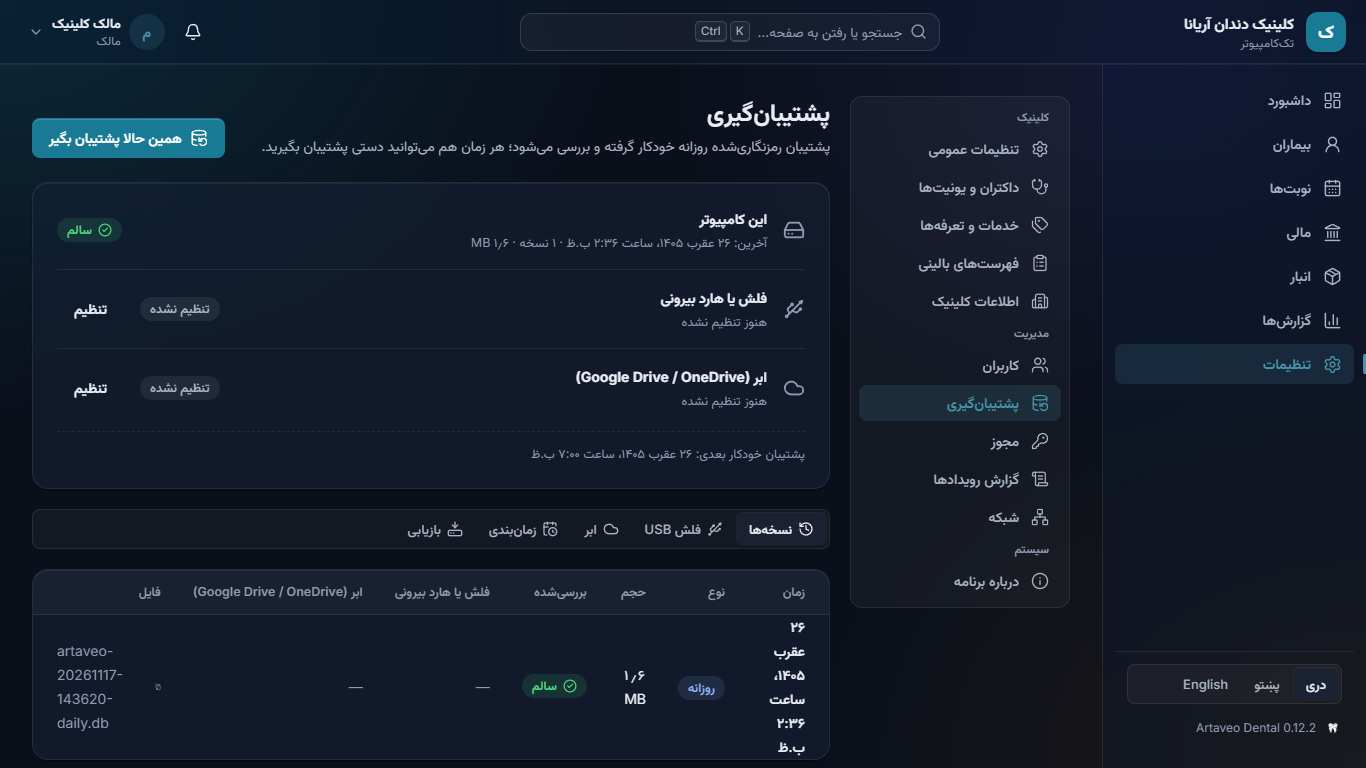 ک
کلینیک دندان آریانا
تک‌کامپیوتر
جستجو یا رفتن به صفحه...
Ctrl K
م
مالک کلینیک
مالک
داشبورد
بیماران
نوبت‌ها
مالی
انبار
گزارش‌ها
تنظیمات
دری
پښتو
English
Artaveo Dental 0.12.2
کلینیک
تنظیمات عمومی
داکتران و یونیت‌ها
خدمات و تعرفه‌ها
فهرست‌های بالینی
اطلاعات کلینیک
مدیریت
کاربران
پشتیبان‌گیری
مجوز
گزارش رویدادها
شبکه
سیستم
درباره برنامه
پشتیبان‌گیری
پشتیبان رمزنگاری‌شده روزانه خودکار گرفته و بررسی می‌شود؛ هر زمان هم می‌توانید دستی پشتیبان بگیرید.
همین حالا پشتیبان بگیر
این کامپیوتر
آخرین: ۲۶ عقرب ۱۴۰۵، ساعت ۲:۳۶ ب.ظ · ۱ نسخه · ۱٫۶ MB
سالم
فلش یا هارد بیرونی
هنوز تنظیم نشده
تنظیم نشده
تنظیم
ابر (Google Drive / OneDrive)
هنوز تنظیم نشده
تنظیم نشده
تنظیم
پشتیبان خودکار بعدی: ۲۶ عقرب ۱۴۰۵، ساعت ۷:۰۰ ب.ظ
نسخه‌ها
فلش USB
ابر
زمان‌بندی
بازیابی
زمان
نوع
حجم
بررسی‌شده
فلش یا هارد بیرونی
ابر (Google Drive / OneDrive)
فایل
۲۶
عقرب
۱۴۰۵،
ساعت
۲:۳۶
ب.ظ
روزانه
۱٫۶
MB
سالم
—
—
artaveo-
20261117-
143620-
daily.db